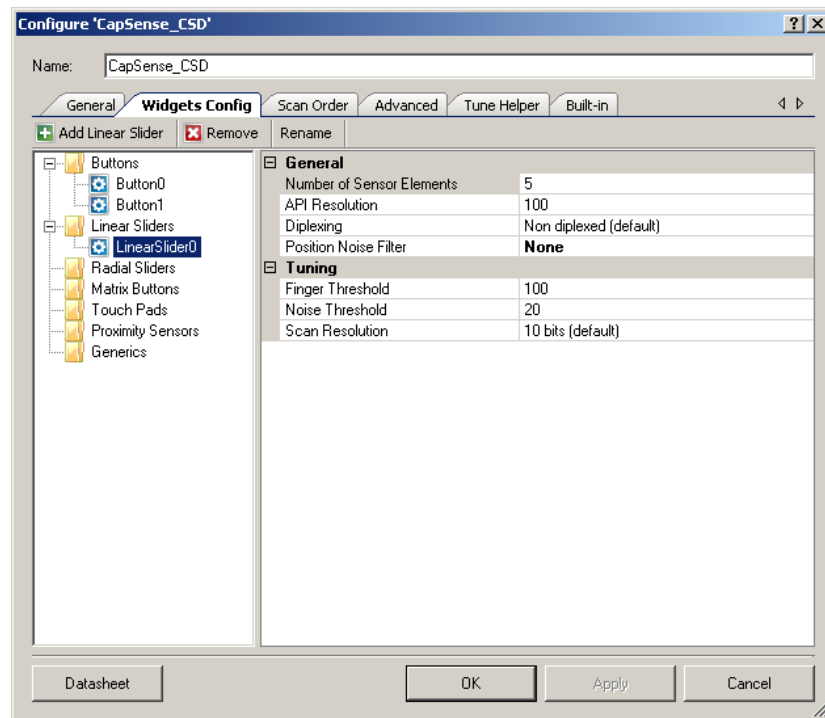 Configure 'CapSense_CSD'
Name: CapSense_CSD
General Widgets Config Scan Order Advanced Tune Helper Built-in
Add Linear Slider Remove Rename
Buttons
Button0
Button1
Linear Sliders
LinearSlider0
Radial Sliders
Matrix Buttons
Touch Pads
Proximity Sensors
Generics
General
Number of Sensor Elements 5
API Resolution 100
Diplexing Non diplexed (default)
Position Noise Filter None
Tuning
Finger Threshold 100
Noise Threshold 20
Scan Resolution 10 bits (default)
Datasheet OK Apply Cancel